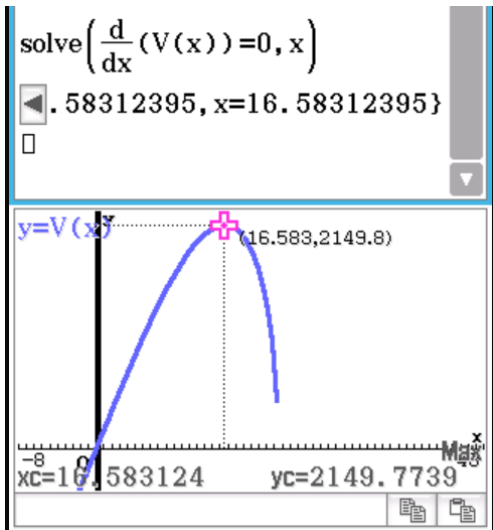 solve(d/dx(V(x))=0,x)
.58312395,x=16.58312395}
y=V(x)
y
(16.583,2149.8)
x
-8
0
Max
xc=16.583124
yc=2149.7739